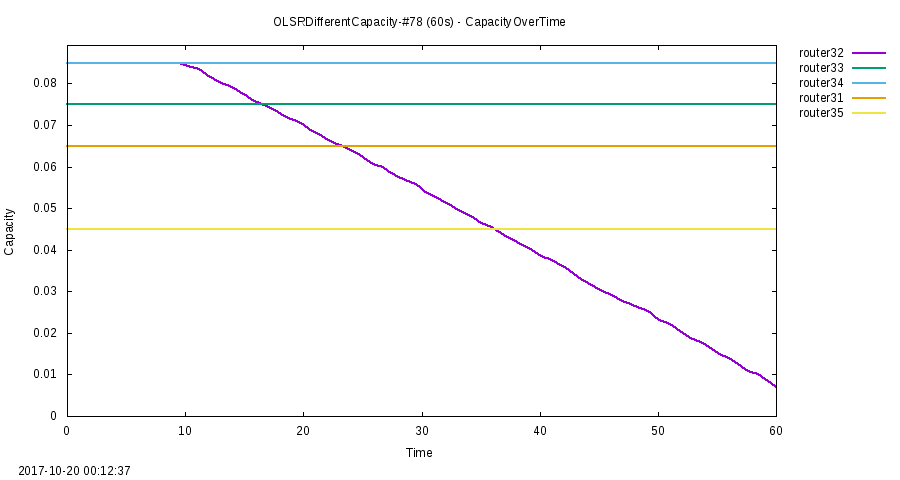 OLSRDifferentCapacity-#78 (60s) - CapacityOverTime
router32
router33
router34
router31
router35
0.08
0.07
0.06
0.05
0.04
0.03
0.02
0.01
0
Capacity
0 10 20 30 40 50 60
Time
2017-10-20 00:12:37